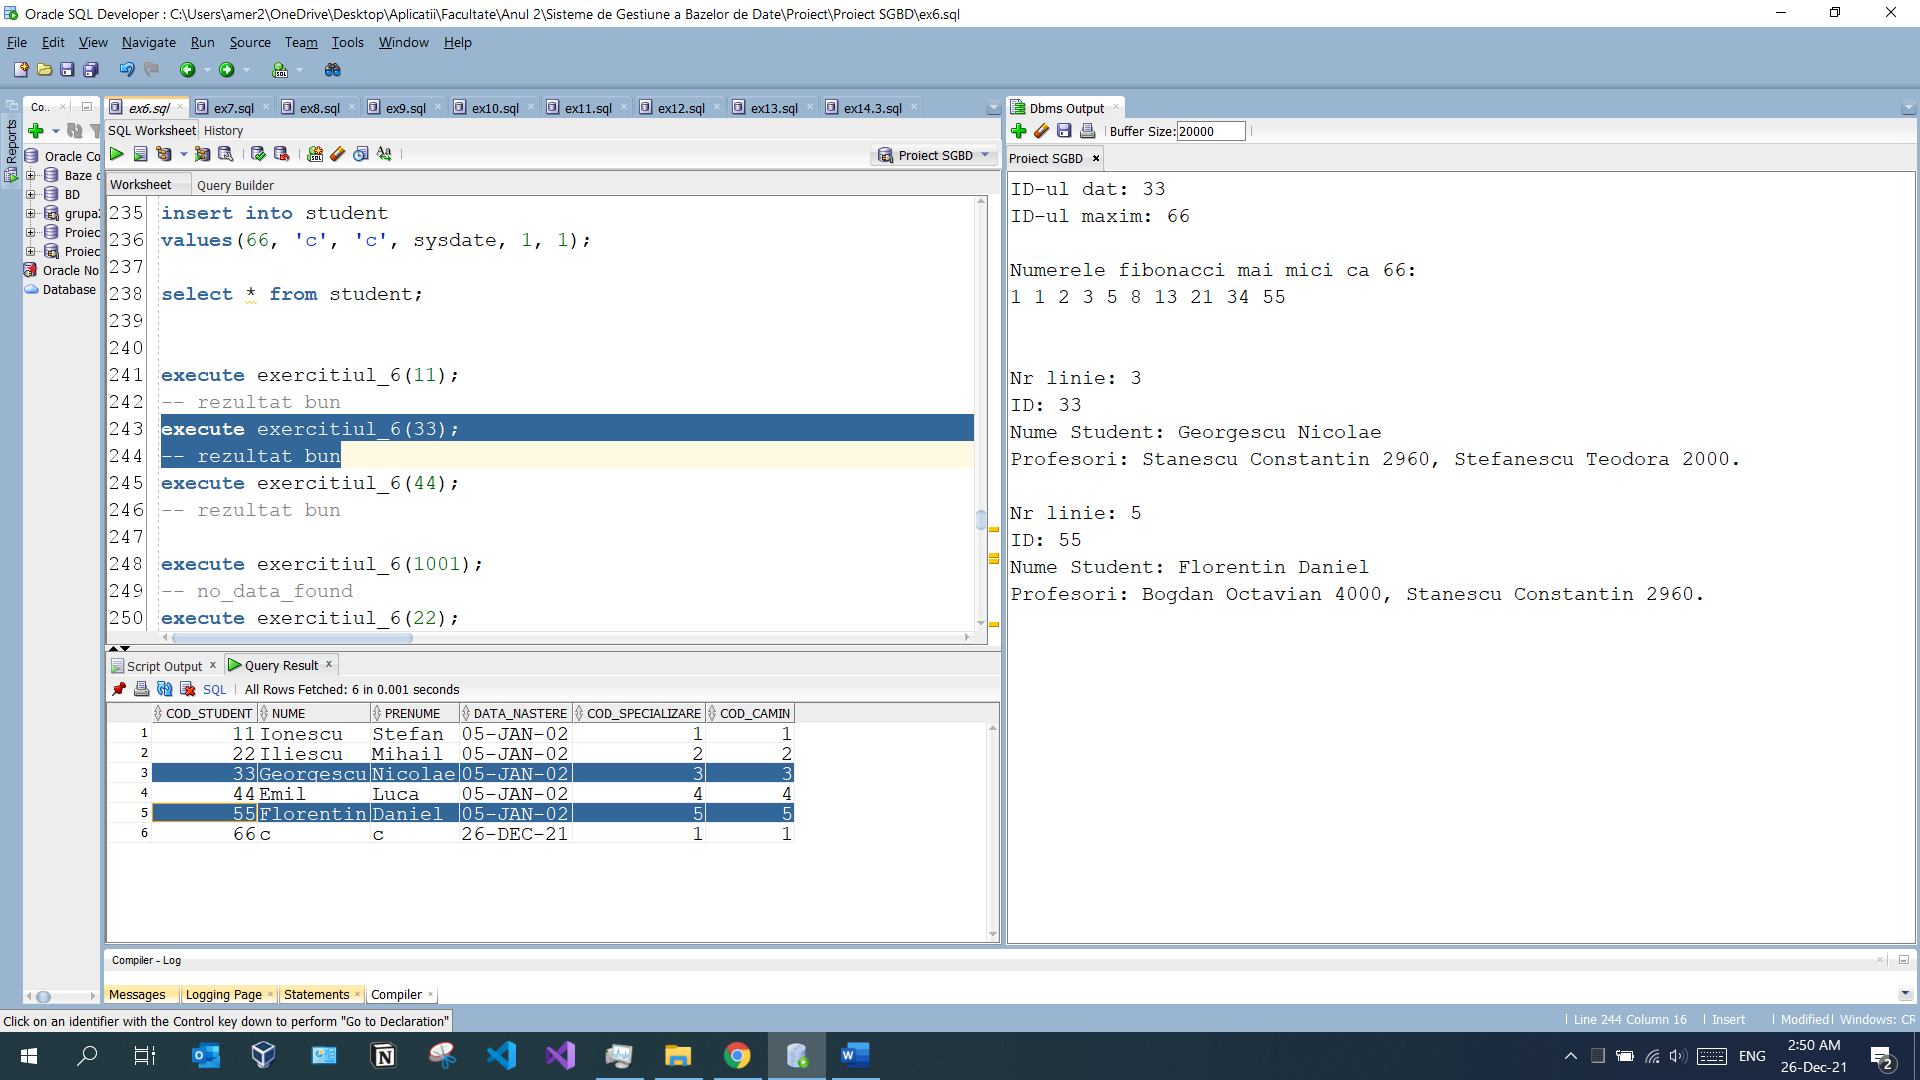 Oracle SQL Developer : C:\Users\amer2\OneDrive\Desktop\Aplicatii\Facultate\Anul 2\Sisteme de Gestiune a Bazelor de Date\Proiect\Proiect SGBD\ex6.sql
File Edit View Navigate Run Source Team Tools Window Help
Reports
Co..
ex6.sql ex7.sql ex8.sql ex9.sql ex10.sql ex11.sql ex12.sql ex13.sql ex14.3.sql
SQL Worksheet History
Proiect SGBD
Worksheet Query Builder
Oracle Co
Baze d
BD
grupa2
Proiec
Proiec
Oracle No
Database
235 insert into student
236 values(66, 'c', 'c', sysdate, 1, 1);
237
238 select * from student;
239
240
241 execute exercitiul_6(11);
242 -- rezultat bun
243 execute exercitiul_6(33);
244 -- rezultat bun
245 execute exercitiul_6(44);
246 -- rezultat bun
247
248 execute exercitiul_6(1001);
249 -- no_data_found
250 execute exercitiul_6(22);
Script Output Query Result
SQL All Rows Fetched: 6 in 0.001 seconds
COD_STUDENT NUME PRENUME DATA_NASTERE COD_SPECIALIZARE COD_CAMIN
1 11 Ionescu Stefan 05-JAN-02 1 1
2 22 Iliescu Mihail 05-JAN-02 2 2
3 33 Georgescu Nicolae 05-JAN-02 3 3
4 44 Emil Luca 05-JAN-02 4 4
5 55 Florentin Daniel 05-JAN-02 5 5
6 66 c c 26-DEC-21 1 1
Dbms Output
Buffer Size: 20000
Proiect SGBD
ID-ul dat: 33
ID-ul maxim: 66
Numerele fibonacci mai mici ca 66:
1 1 2 3 5 8 13 21 34 55
Nr linie: 3
ID: 33
Nume Student: Georgescu Nicolae
Profesori: Stanescu Constantin 2960, Stefanescu Teodora 2000.
Nr linie: 5
ID: 55
Nume Student: Florentin Daniel
Profesori: Bogdan Octavian 4000, Stanescu Constantin 2960.
Compiler - Log
Messages Logging Page Statements Compiler
Click on an identifier with the Control key down to perform "Go to Declaration"
Line 244 Column 16 Insert Modified Windows: CR
ENG
2:50 AM
26-Dec-21
2